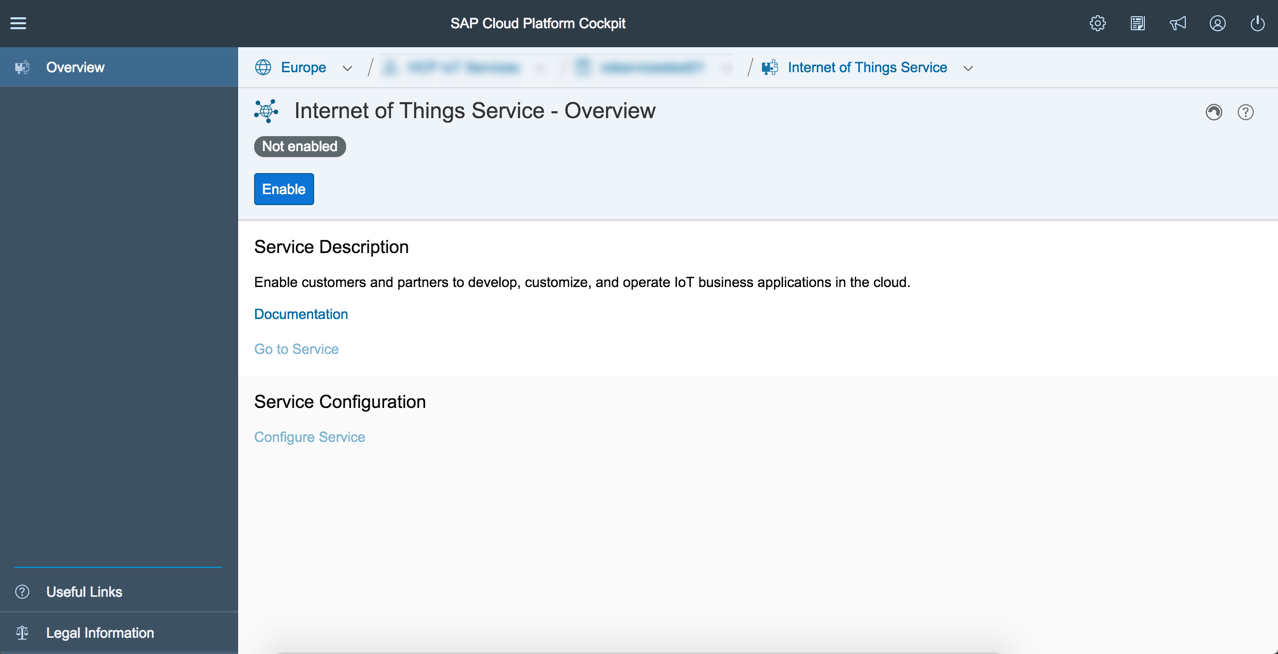 SAP Cloud Platform Cockpit
Overview
Europe / / Internet of Things Service
Internet of Things Service - Overview
Not enabled
Enable
Service Description
Enable customers and partners to develop, customize, and operate IoT business applications in the cloud.
Documentation
Go to Service
Service Configuration
Configure Service
Useful Links
Legal Information